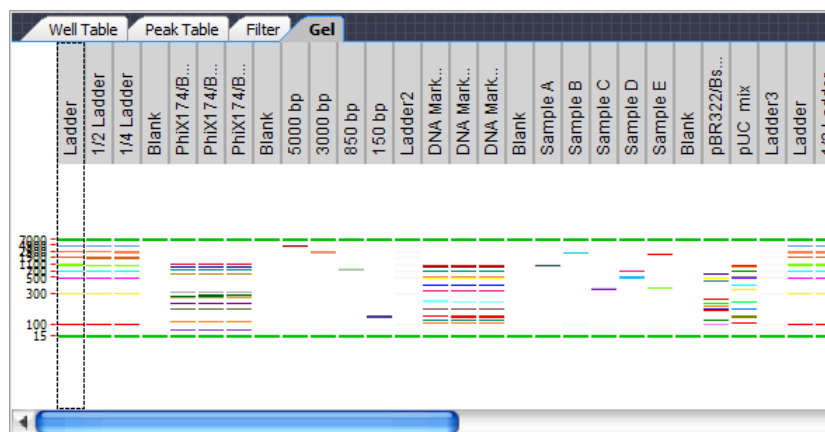 Well Table
Peak Table
Filter
Gel
Ladder
1/2 Ladder
1/4 Ladder
Blank
PhiX174/B...
PhiX174/B...
PhiX174/B...
Blank
5000 bp
3000 bp
850 bp
150 bp
Ladder2
DNA Mark...
DNA Mark...
DNA Mark...
Blank
Sample A
Sample B
Sample C
Sample D
Sample E
Blank
pBR322/Bs...
pUC mix
Ladder3
Ladder
7000
1100
700
500
300
100
15